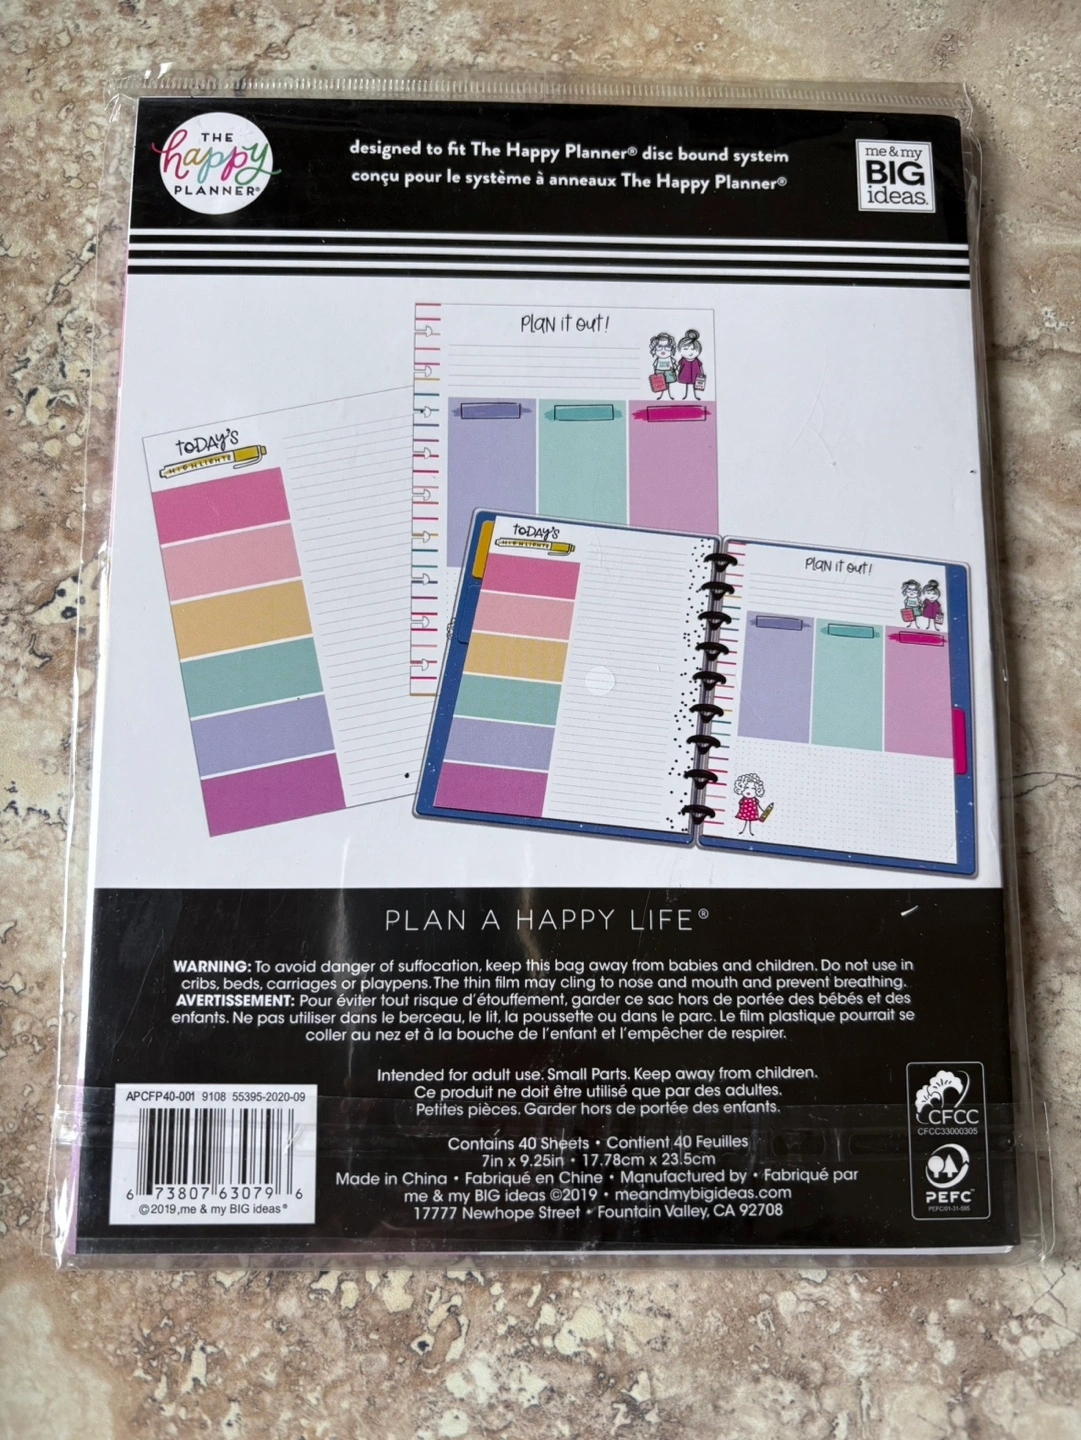 THE
happy
PLANNER®
designed to fit The Happy Planner® disc bound system
conçu pour le système à anneaux The Happy Planner®
me & my
BIG
ideas.
PLAN IT OUT!
TODAY'S
HIGHLIGHTS
TODAY'S
HIGHLIGHTS
PLAN IT OUT!
PLAN A HAPPY LIFE®
WARNING: To avoid danger of suffocation, keep this bag away from babies and children. Do not use in
cribs, beds, carriages or playpens. The thin film may cling to nose and mouth and prevent breathing.
AVERTISSEMENT: Pour éviter tout risque d'étouffement, garder ce sac hors de portée des bébés et des
enfants. Ne pas utiliser dans le berceau, le lit, la poussette ou dans le parc. Le film plastique pourrait se
coller au nez et à la bouche de l'enfant et l'empêcher de respirer.
Intended for adult use. Small Parts. Keep away from children.
Ce produit ne doit être utilisé que par des adultes.
Petites pièces. Garder hors de portée des enfants.
Contains 40 Sheets • Contient 40 Feuilles
7in x 9.25in • 17.78cm x 23.5cm
Made in China • Fabriqué en Chine • Manufactured by • Fabriqué par
me & my BIG ideas ©2019 • meandmybigideas.com
17777 Newhope Street • Fountain Valley, CA 92708
APCFP40-001 9108 55395-2020-09
6 73807 63079 6
©2019, me & my BIG ideas®
CFCC
CFCC33000305
PEFC™
PEFC/01-31-595